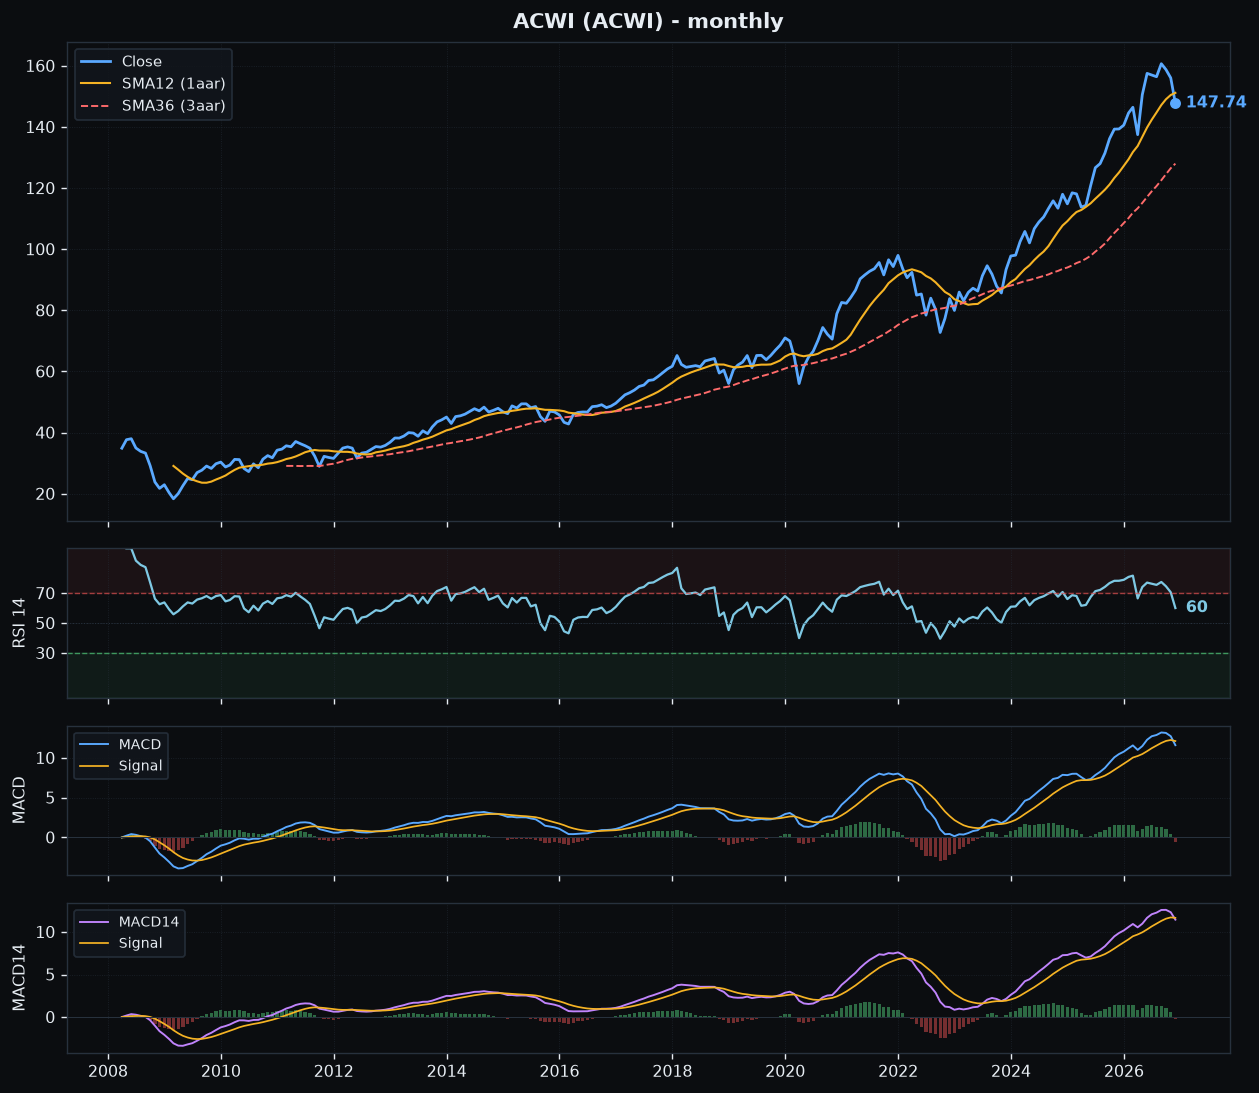 ACWI (ACWI) - monthly
Close
SMA12 (1aar)
SMA36 (3aar)
160
140
120
100
80
60
40
20
147.74
RSI 14
70
50
30
60
MACD
MACD
Signal
10
5
0
MACD14
MACD14
Signal
10
5
0
2008 2010 2012 2014 2016 2018 2020 2022 2024 2026